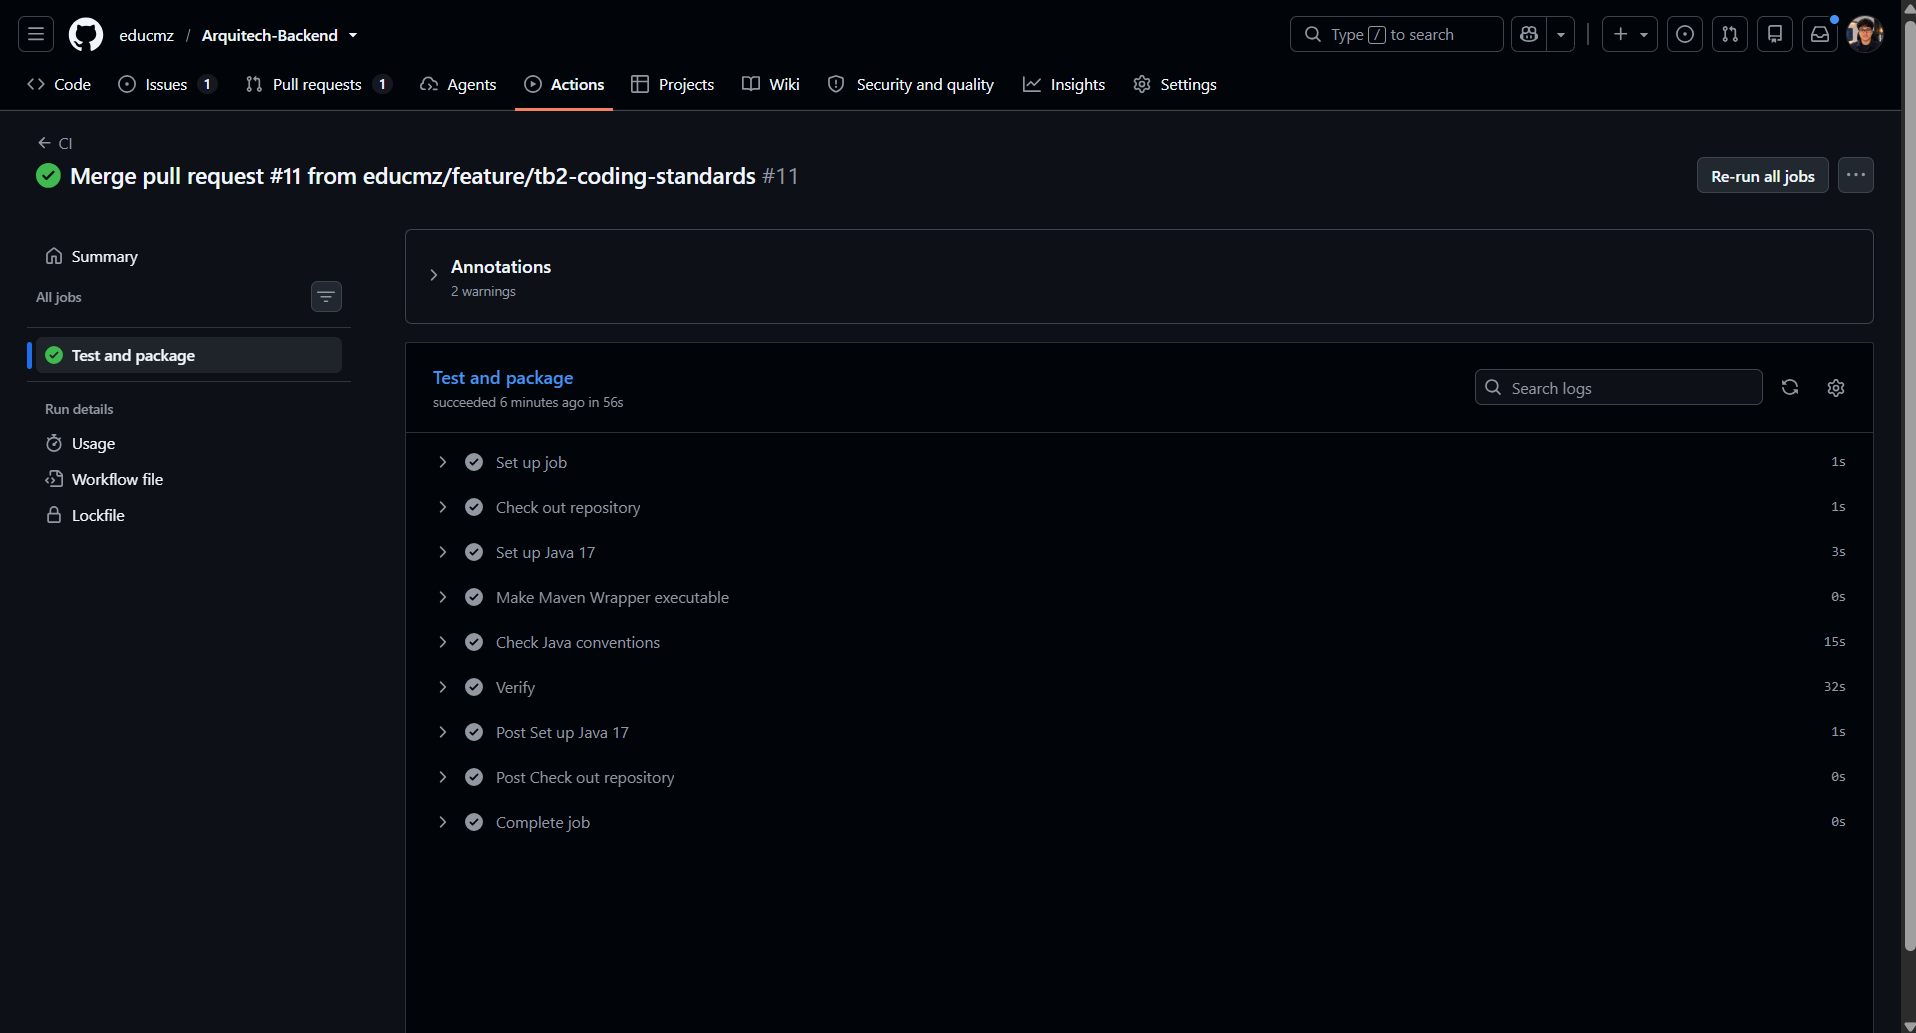 educmz / Arquitech-Backend
Type / to search
Code
Issues 1
Pull requests 1
Agents
Actions
Projects
Wiki
Security and quality
Insights
Settings
CI
Merge pull request #11 from educmz/feature/tb2-coding-standards #11
Re-run all jobs
Summary
All jobs
Test and package
Run details
Usage
Workflow file
Lockfile
Annotations
2 warnings
Test and package
succeeded 6 minutes ago in 56s
Search logs
Set up job 1s
Check out repository 1s
Set up Java 17 3s
Make Maven Wrapper executable 0s
Check Java conventions 15s
Verify 32s
Post Set up Java 17 1s
Post Check out repository 0s
Complete job 0s